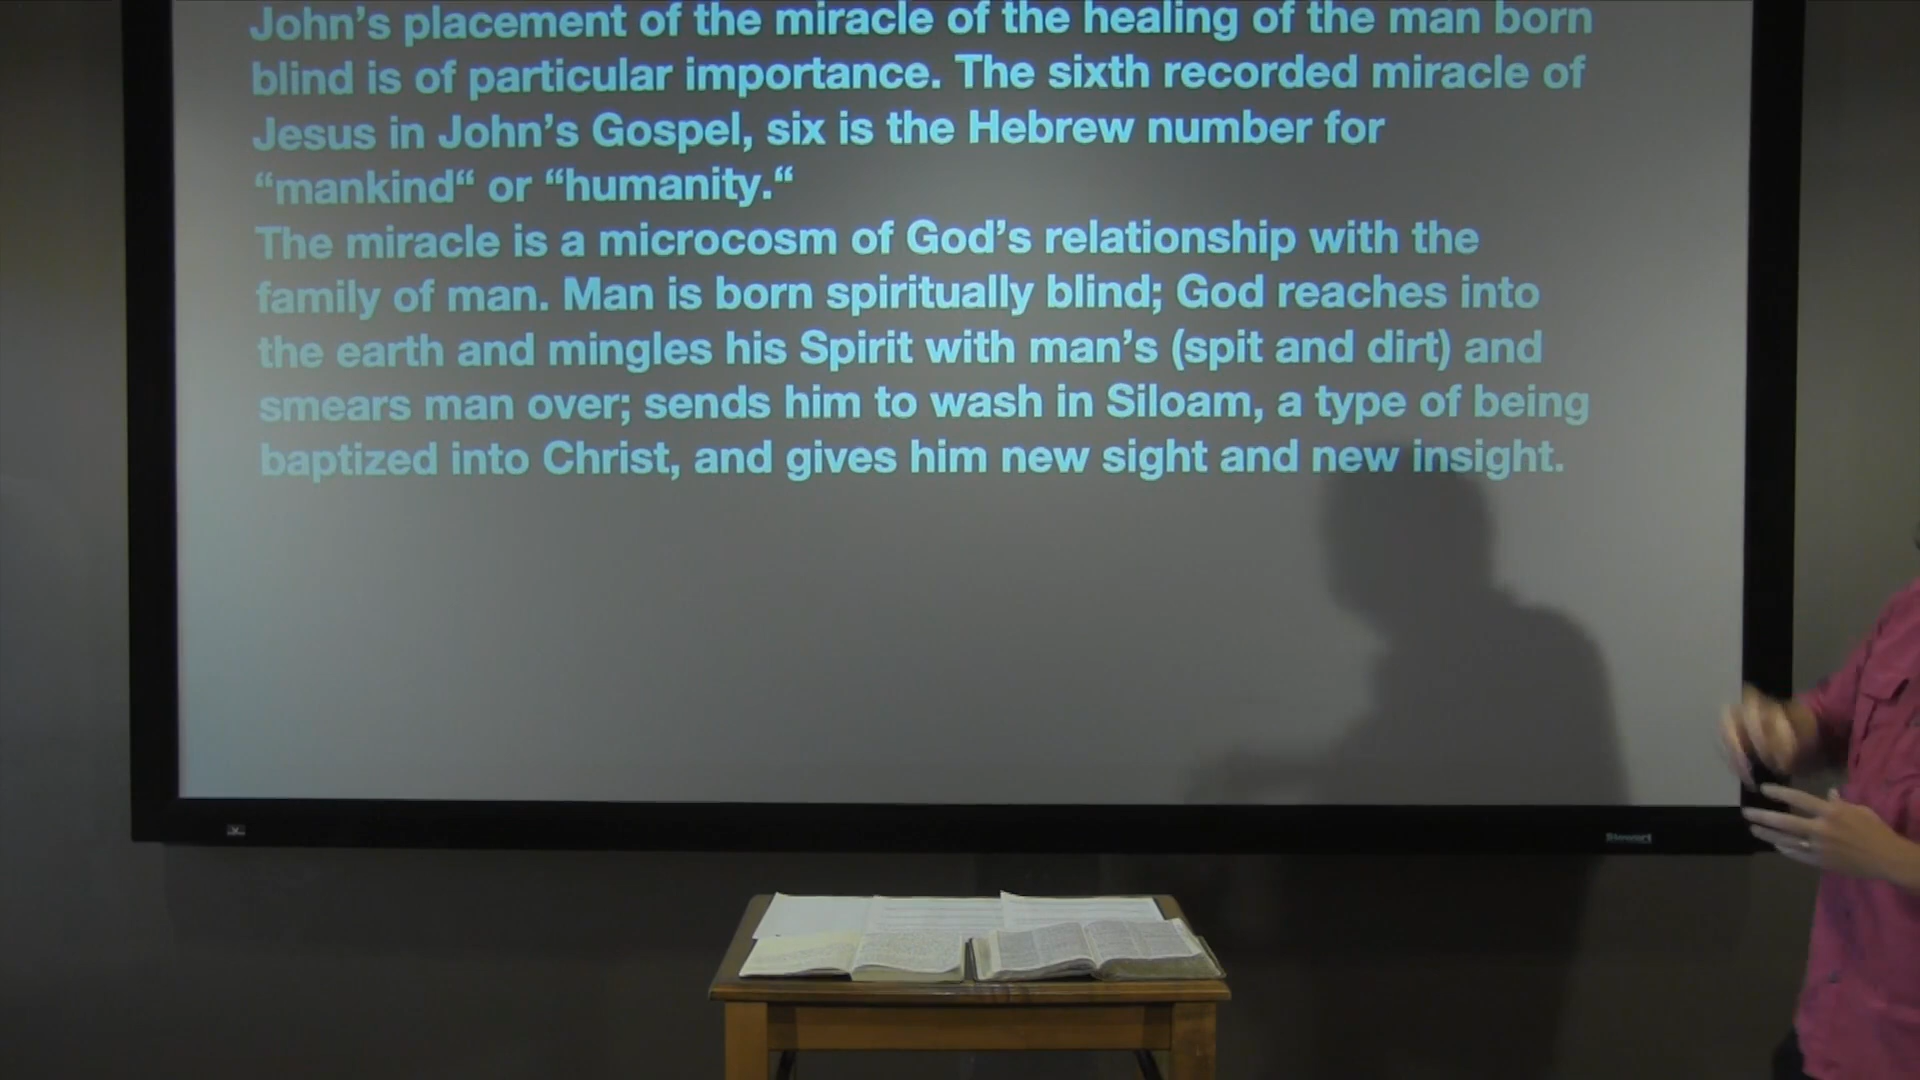 John’s placement of the miracle of the healing of the man born
blind is of particular importance. The sixth recorded miracle of
Jesus in John’s Gospel, six is the Hebrew number for
“mankind“ or “humanity.“
The miracle is a microcosm of God’s relationship with the
family of man. Man is born spiritually blind; God reaches into
the earth and mingles his Spirit with man’s (spit and dirt) and
smears man over; sends him to wash in Siloam, a type of being
baptized into Christ, and gives him new sight and new insight.
Stewart